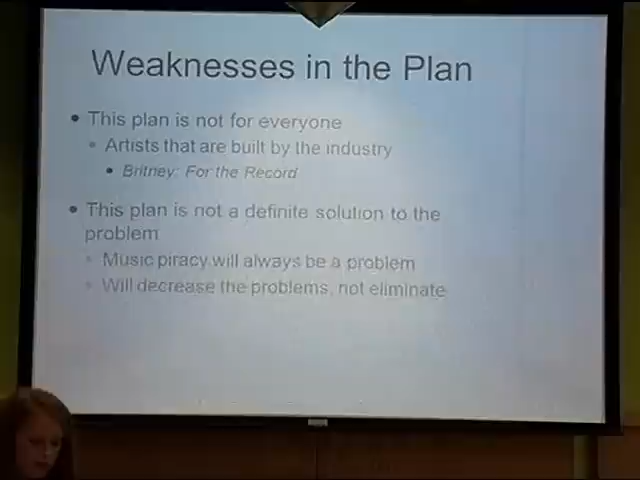 Weaknesses in the Plan
• This plan is not for everyone
• Artists that are built by the industry
• Britney: For the Record
• This plan is not a definite solution to the
problem
• Music piracy will always be a problem
• Will decrease the problems, not eliminate